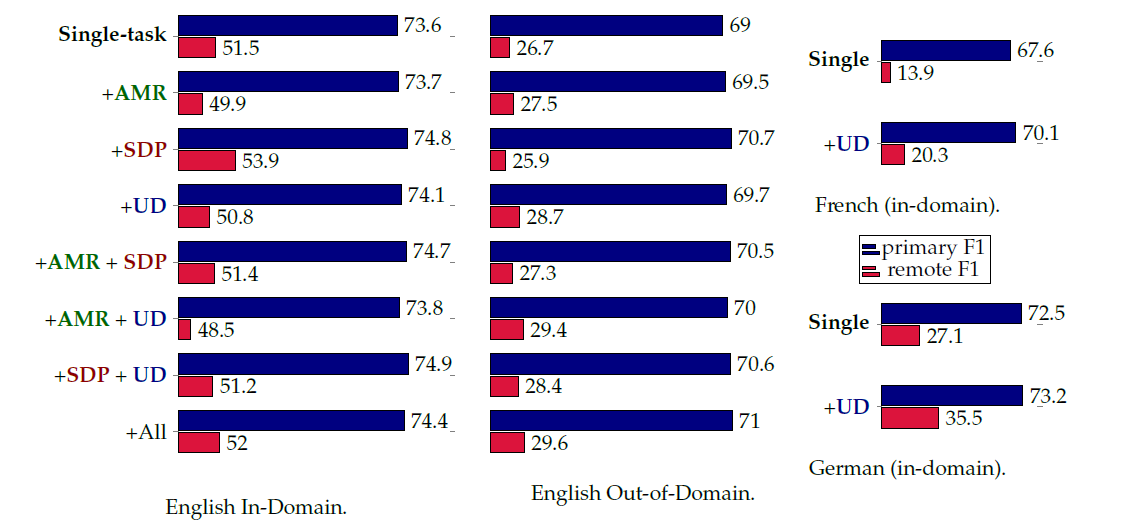 Single-task 73.6 51.5
+AMR 73.7 49.9
+SDP 74.8 53.9
+UD 74.1 50.8
+AMR + SDP 74.7 51.4
+AMR + UD 73.8 48.5
+SDP + UD 74.9 51.2
+All 74.4 52
English In-Domain.
69 26.7
69.5 27.5
70.7 25.9
69.7 28.7
70.5 27.3
70 29.4
70.6 28.4
71 29.6
English Out-of-Domain.
Single 67.6 13.9
+UD 70.1 20.3
French (in-domain).
primary F1
remote F1
Single 72.5 27.1
+UD 73.2 35.5
German (in-domain).